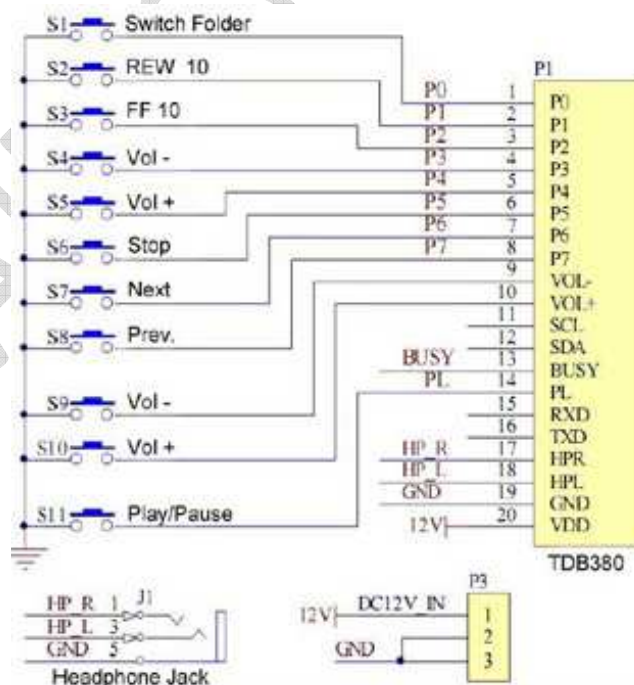 S1 Switch Folder
S2 REW 10
S3 FF 10
S4 Vol -
S5 Vol +
S6 Stop
S7 Next
S8 Prev.
S9 Vol -
S10 Vol +
S11 Play/Pause
P1
P0 1 P0
P1 2 P1
P2 3 P2
P3 4 P3
P4 5 P4
P5 6 P5
P6 7 P6
P7 8 P7
9 VOL-
10 VOL+
11 SCL
12 SDA
BUSY 13 BUSY
PL 14 PL
15 RXD
16 TXD
HP_R 17 HPR
HP_L 18 HPL
GND 19 GND
12V 20 VDD
TDB380
HP_R 1 J1
HP_L 3
GND 5
Headphone Jack
P3
12V DC12V_IN 1
2
GND 3